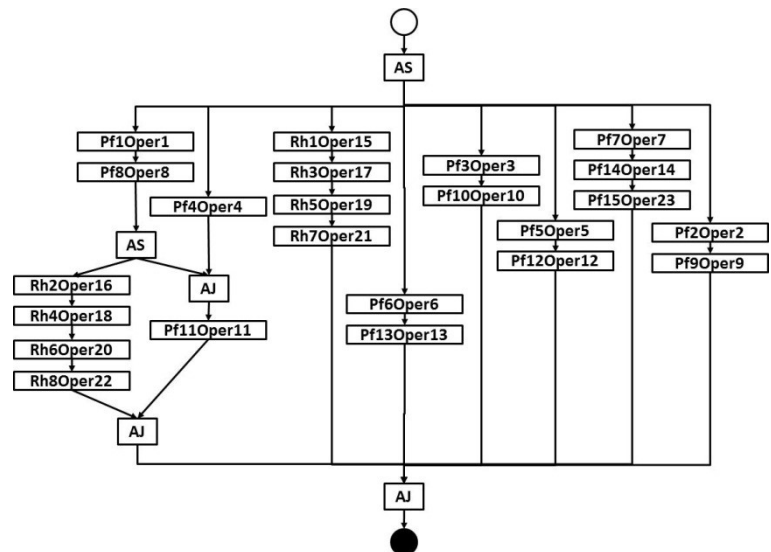 AS
Pf1Oper1
Pf8Oper8
Pf4Oper4
AS
Rh2Oper16
Rh4Oper18
Rh6Oper20
Rh8Oper22
AJ
Pf11Oper11
AJ
Rh1Oper15
Rh3Oper17
Rh5Oper19
Rh7Oper21
Pf6Oper6
Pf13Oper13
Pf3Oper3
Pf10Oper10
Pf5Oper5
Pf12Oper12
Pf7Oper7
Pf14Oper14
Pf15Oper23
Pf2Oper2
Pf9Oper9
AJ